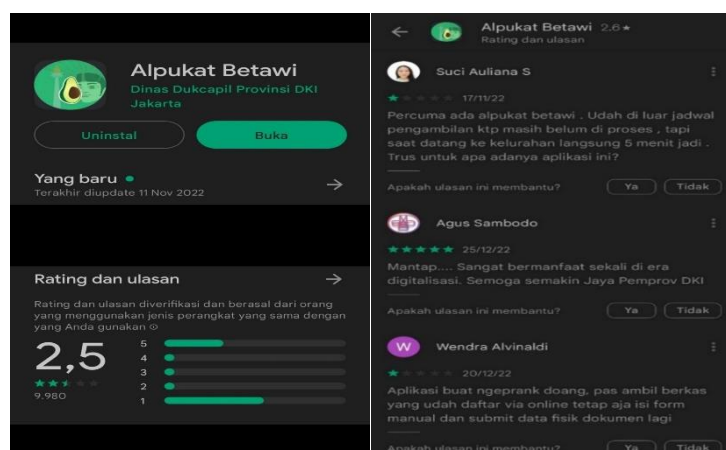 Alpukat Betawi
Dinas Dukcapil Provinsi DKI
Jakarta
Uninstal
Buka
Yang baru
Terakhir diupdate 11 Nov 2022
Rating dan ulasan
Rating dan ulasan diverifikasi dan berasal dari orang
yang menggunakan jenis perangkat yang sama dengan
yang Anda gunakan
2,5
9.980
5
4
3
2
1
Alpukat Betawi 2.6★
Rating dan ulasan
Suci Auliana S
17/11/22
Percuma ada alpukat betawi . Udah di luar jadwal
pengambilan ktp masih belum di proses , tapi
saat datang ke kelurahan langsung 5 menit jadi .
Trus untuk apa adanya aplikasi ini?
Apakah ulasan ini membantu?
Ya
Tidak
Agus Sambodo
25/12/22
Mantap.... Sangat bermanfaat sekali di era
digitalisasi. Semoga semakin Jaya Pemprov DKI
Apakah ulasan ini membantu?
Ya
Tidak
W
Wendra Alvinaldi
20/12/22
Aplikasi buat ngeprank doang, pas ambil berkas
yang udah daftar via online tetap aja isi form
manual dan submit data fisik dokumen lagi
Apakah ulasan ini membantu?
Ya
Tidak